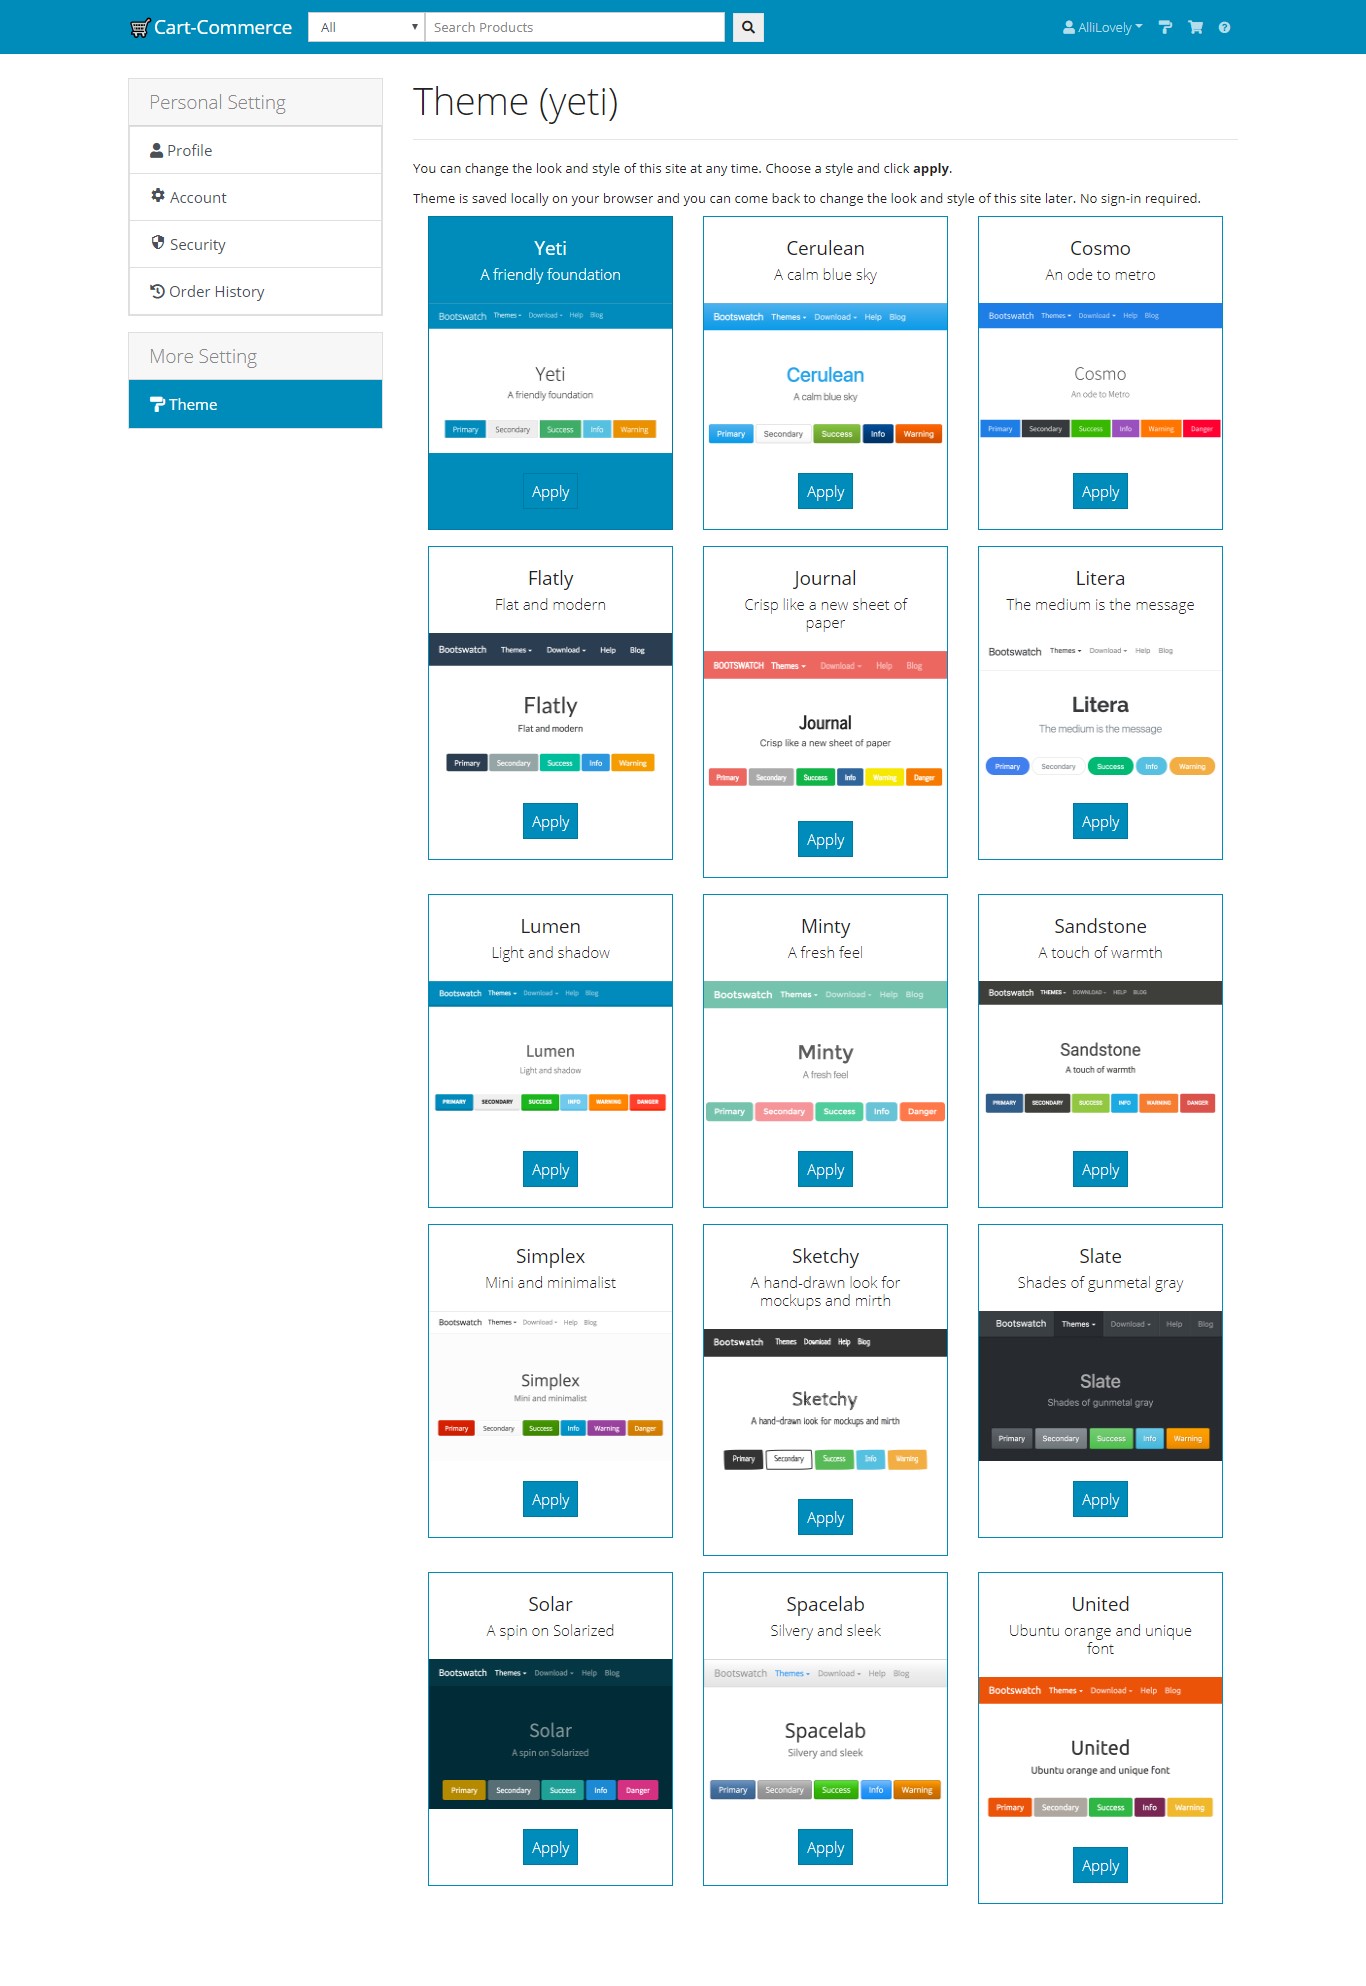 Cart-Commerce All Search Products AlliLovely
Personal Setting
Profile
Account
Security
Order History
More Setting
Theme
Theme (yeti)
You can change the look and style of this site at any time. Choose a style and click apply.
Theme is saved locally on your browser and you can come back to change the look and style of this site later. No sign-in required.
Yeti
A friendly foundation
Bootswatch Themes Download Help Blog
Yeti
A friendly foundation
Primary Secondary Success Info Warning
Apply
Cerulean
A calm blue sky
Bootswatch Themes Download Help Blog
Cerulean
A calm blue sky
Primary Secondary Success Info Warning
Apply
Cosmo
An ode to metro
Bootswatch Themes Download Help Blog
Cosmo
An ode to Metro
Primary Secondary Success Info Warning Danger
Apply
Flatly
Flat and modern
Bootswatch Themes Download Help Blog
Flatly
Flat and modern
Primary Secondary Success Info Warning
Apply
Journal
Crisp like a new sheet of
paper
BOOTSWATCH Themes Download Help Blog
Journal
Crisp like a new sheet of paper
Primary Secondary Success Info Warning Danger
Apply
Litera
The medium is the message
Bootswatch Themes Download Help Blog
Litera
The medium is the message
Primary Secondary Success Info Warning
Apply
Lumen
Light and shadow
Bootswatch Themes Download Help Blog
Lumen
Light and shadow
PRIMARY SECONDARY SUCCESS INFO WARNING DANGER
Apply
Minty
A fresh feel
Bootswatch Themes Download Help Blog
Minty
A fresh feel
Primary Secondary Success Info Danger
Apply
Sandstone
A touch of warmth
Bootswatch THEMES DOWNLOAD HELP BLOG
Sandstone
A touch of warmth
PRIMARY SECONDARY SUCCESS INFO WARNING DANGER
Apply
Simplex
Mini and minimalist
Bootswatch Themes Download Help Blog
Simplex
Mini and minimalist
Primary Secondary Success Info Warning Danger
Apply
Sketchy
A hand-drawn look for
mockups and mirth
Bootswatch Themes Download Help Blog
Sketchy
A hand-drawn look for mockups and mirth
Primary Secondary Success Info Warning
Apply
Slate
Shades of gunmetal gray
Bootswatch Themes Download Help Blog
Slate
Shades of gunmetal gray
Primary Secondary Success Info Warning
Apply
Solar
A spin on Solarized
Bootswatch Themes Download Help Blog
Solar
A spin on Solarized
Primary Secondary Success Info Danger
Apply
Spacelab
Silvery and sleek
Bootswatch Themes Download Help Blog
Spacelab
Silvery and sleek
Primary Secondary Success Info Warning
Apply
United
Ubuntu orange and unique
font
Bootswatch Themes Download Help Blog
United
Ubuntu orange and unique font
Primary Secondary Success Info Warning
Apply